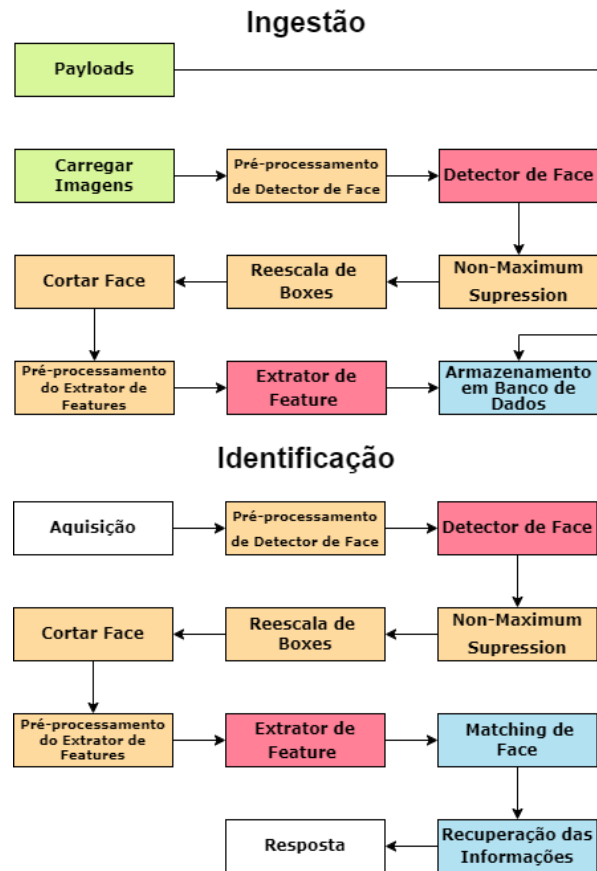 Ingestão
Payloads
Carregar
Imagens
Pré-processamento
de Detector de Face
Detector de Face
Cortar Face
Reescala de
Boxes
Non-Maximum
Supression
Pré-processamento
do Extrator de
Features
Extrator de
Feature
Armazenamento
em Banco de
Dados
Identificação
Aquisição
Pré-processamento
de Detector de Face
Detector de Face
Cortar Face
Reescala de
Boxes
Non-Maximum
Supression
Pré-processamento
do Extrator de
Features
Extrator de
Feature
Matching de
Face
Resposta
Recuperação das
Informações